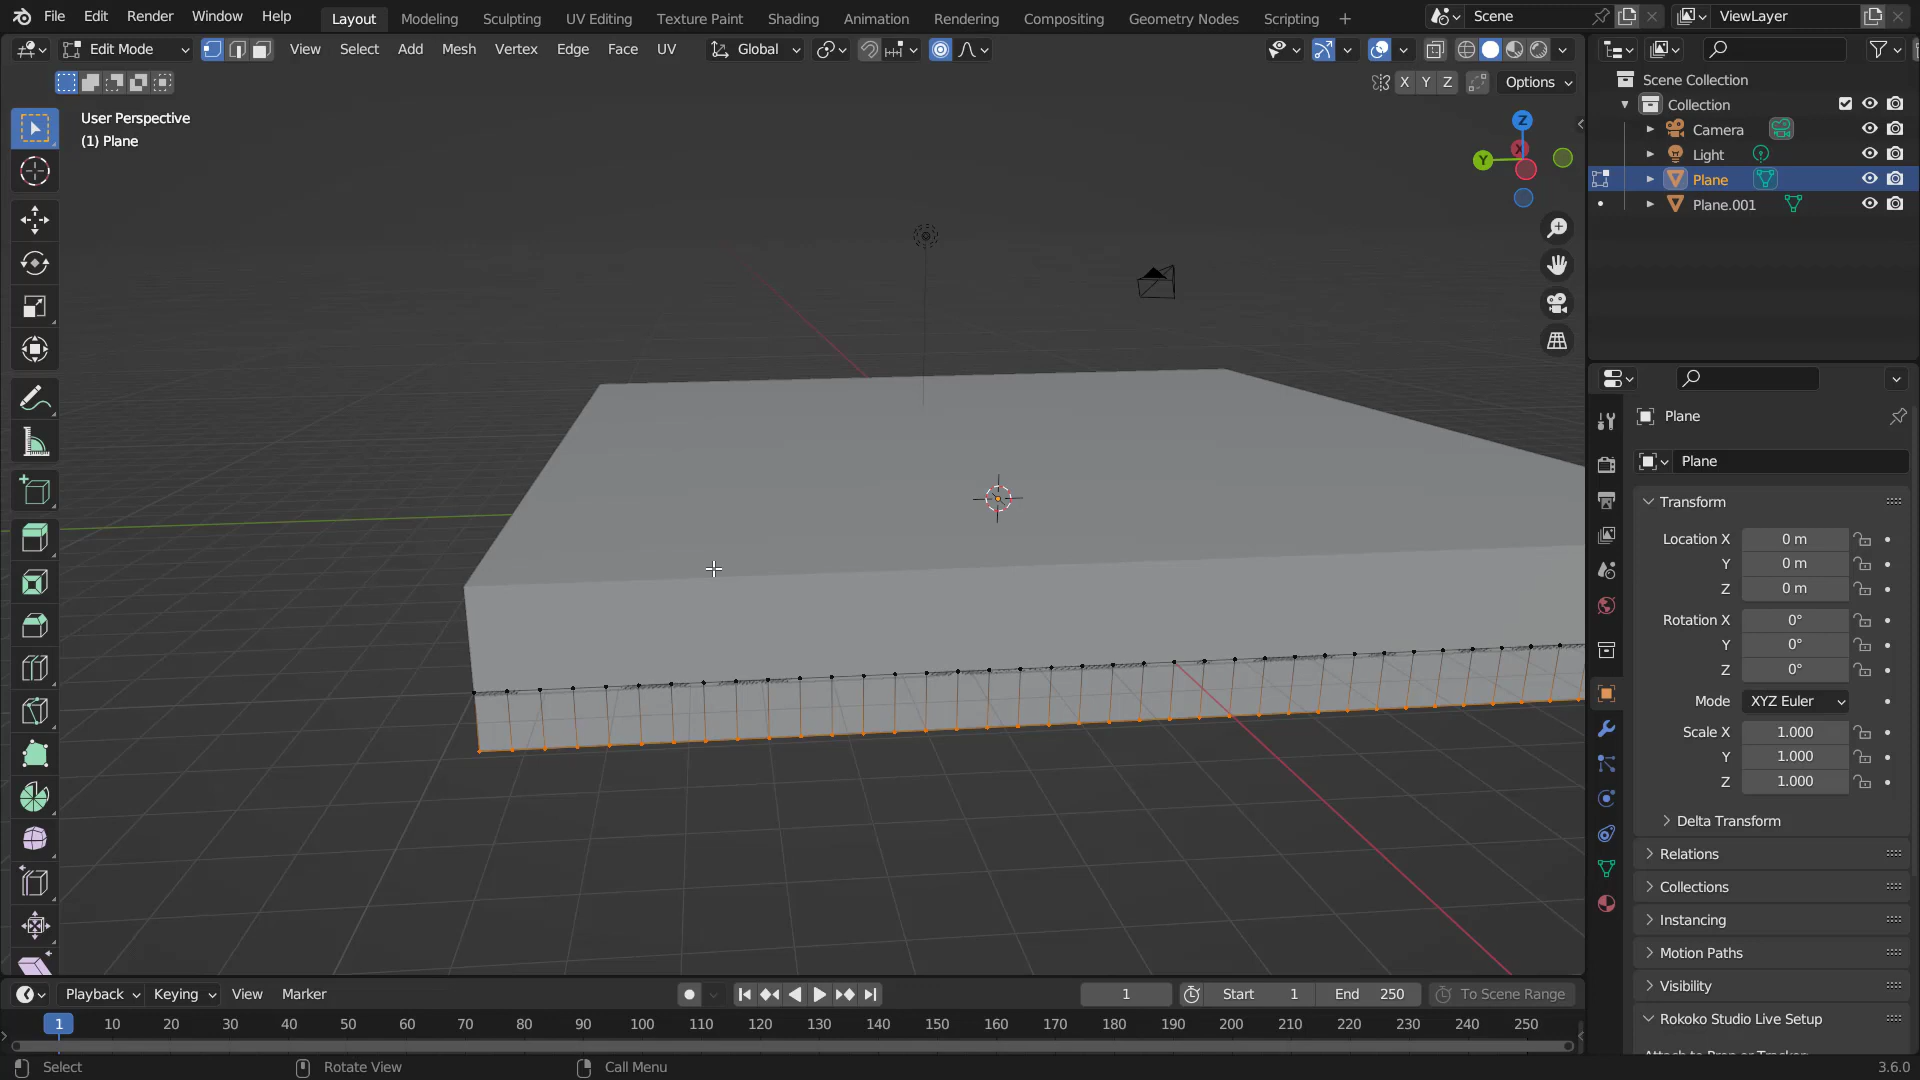 File Edit Render Window Help Layout Modeling Sculpting UV Editing Texture Paint Shading Animation Rendering Compositing Geometry Nodes Scripting + Scene ViewLayer
Edit Mode View Select Add Mesh Vertex Edge Face UV Global
X Y Z Options
User Perspective
(1) Plane
Z
X
Y
Scene Collection
Collection
Camera
Light
Plane
Plane.001
Plane
Plane
Transform
Location X 0 m
Y 0 m
Z 0 m
Rotation X 0°
Y 0°
Z 0°
Mode XYZ Euler
Scale X 1.000
Y 1.000
Z 1.000
Delta Transform
Relations
Collections
Instancing
Motion Paths
Visibility
Rokoko Studio Live Setup
Attach to Prop or Tracker:
Playback Keying View Marker 1 Start 1 End 250 To Scene Range
1 10 20 30 40 50 60 70 80 90 100 110 120 130 140 150 160 170 180 190 200 210 220 230 240 250
Select Rotate View Call Menu 3.6.0